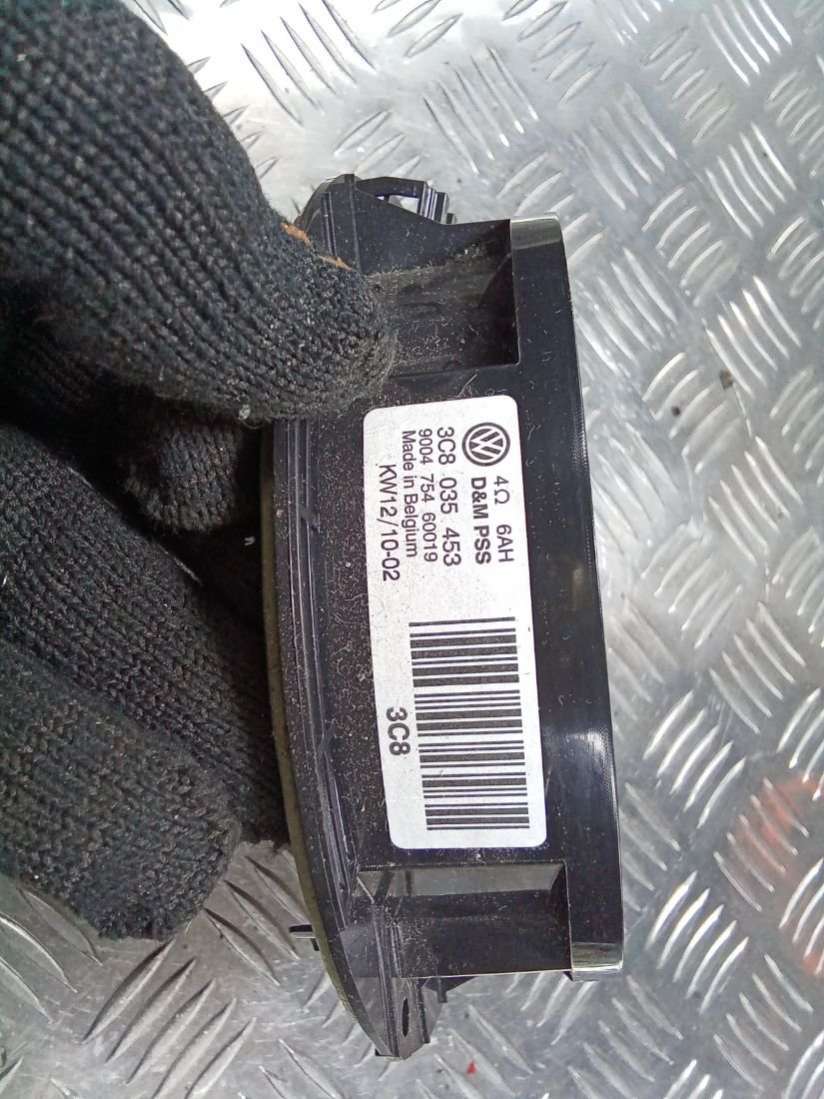 4Ω 6AH
D&M PSS
3C8 035 453
9004 754 60019
Made in Belgium
KW12/10-02
3C8